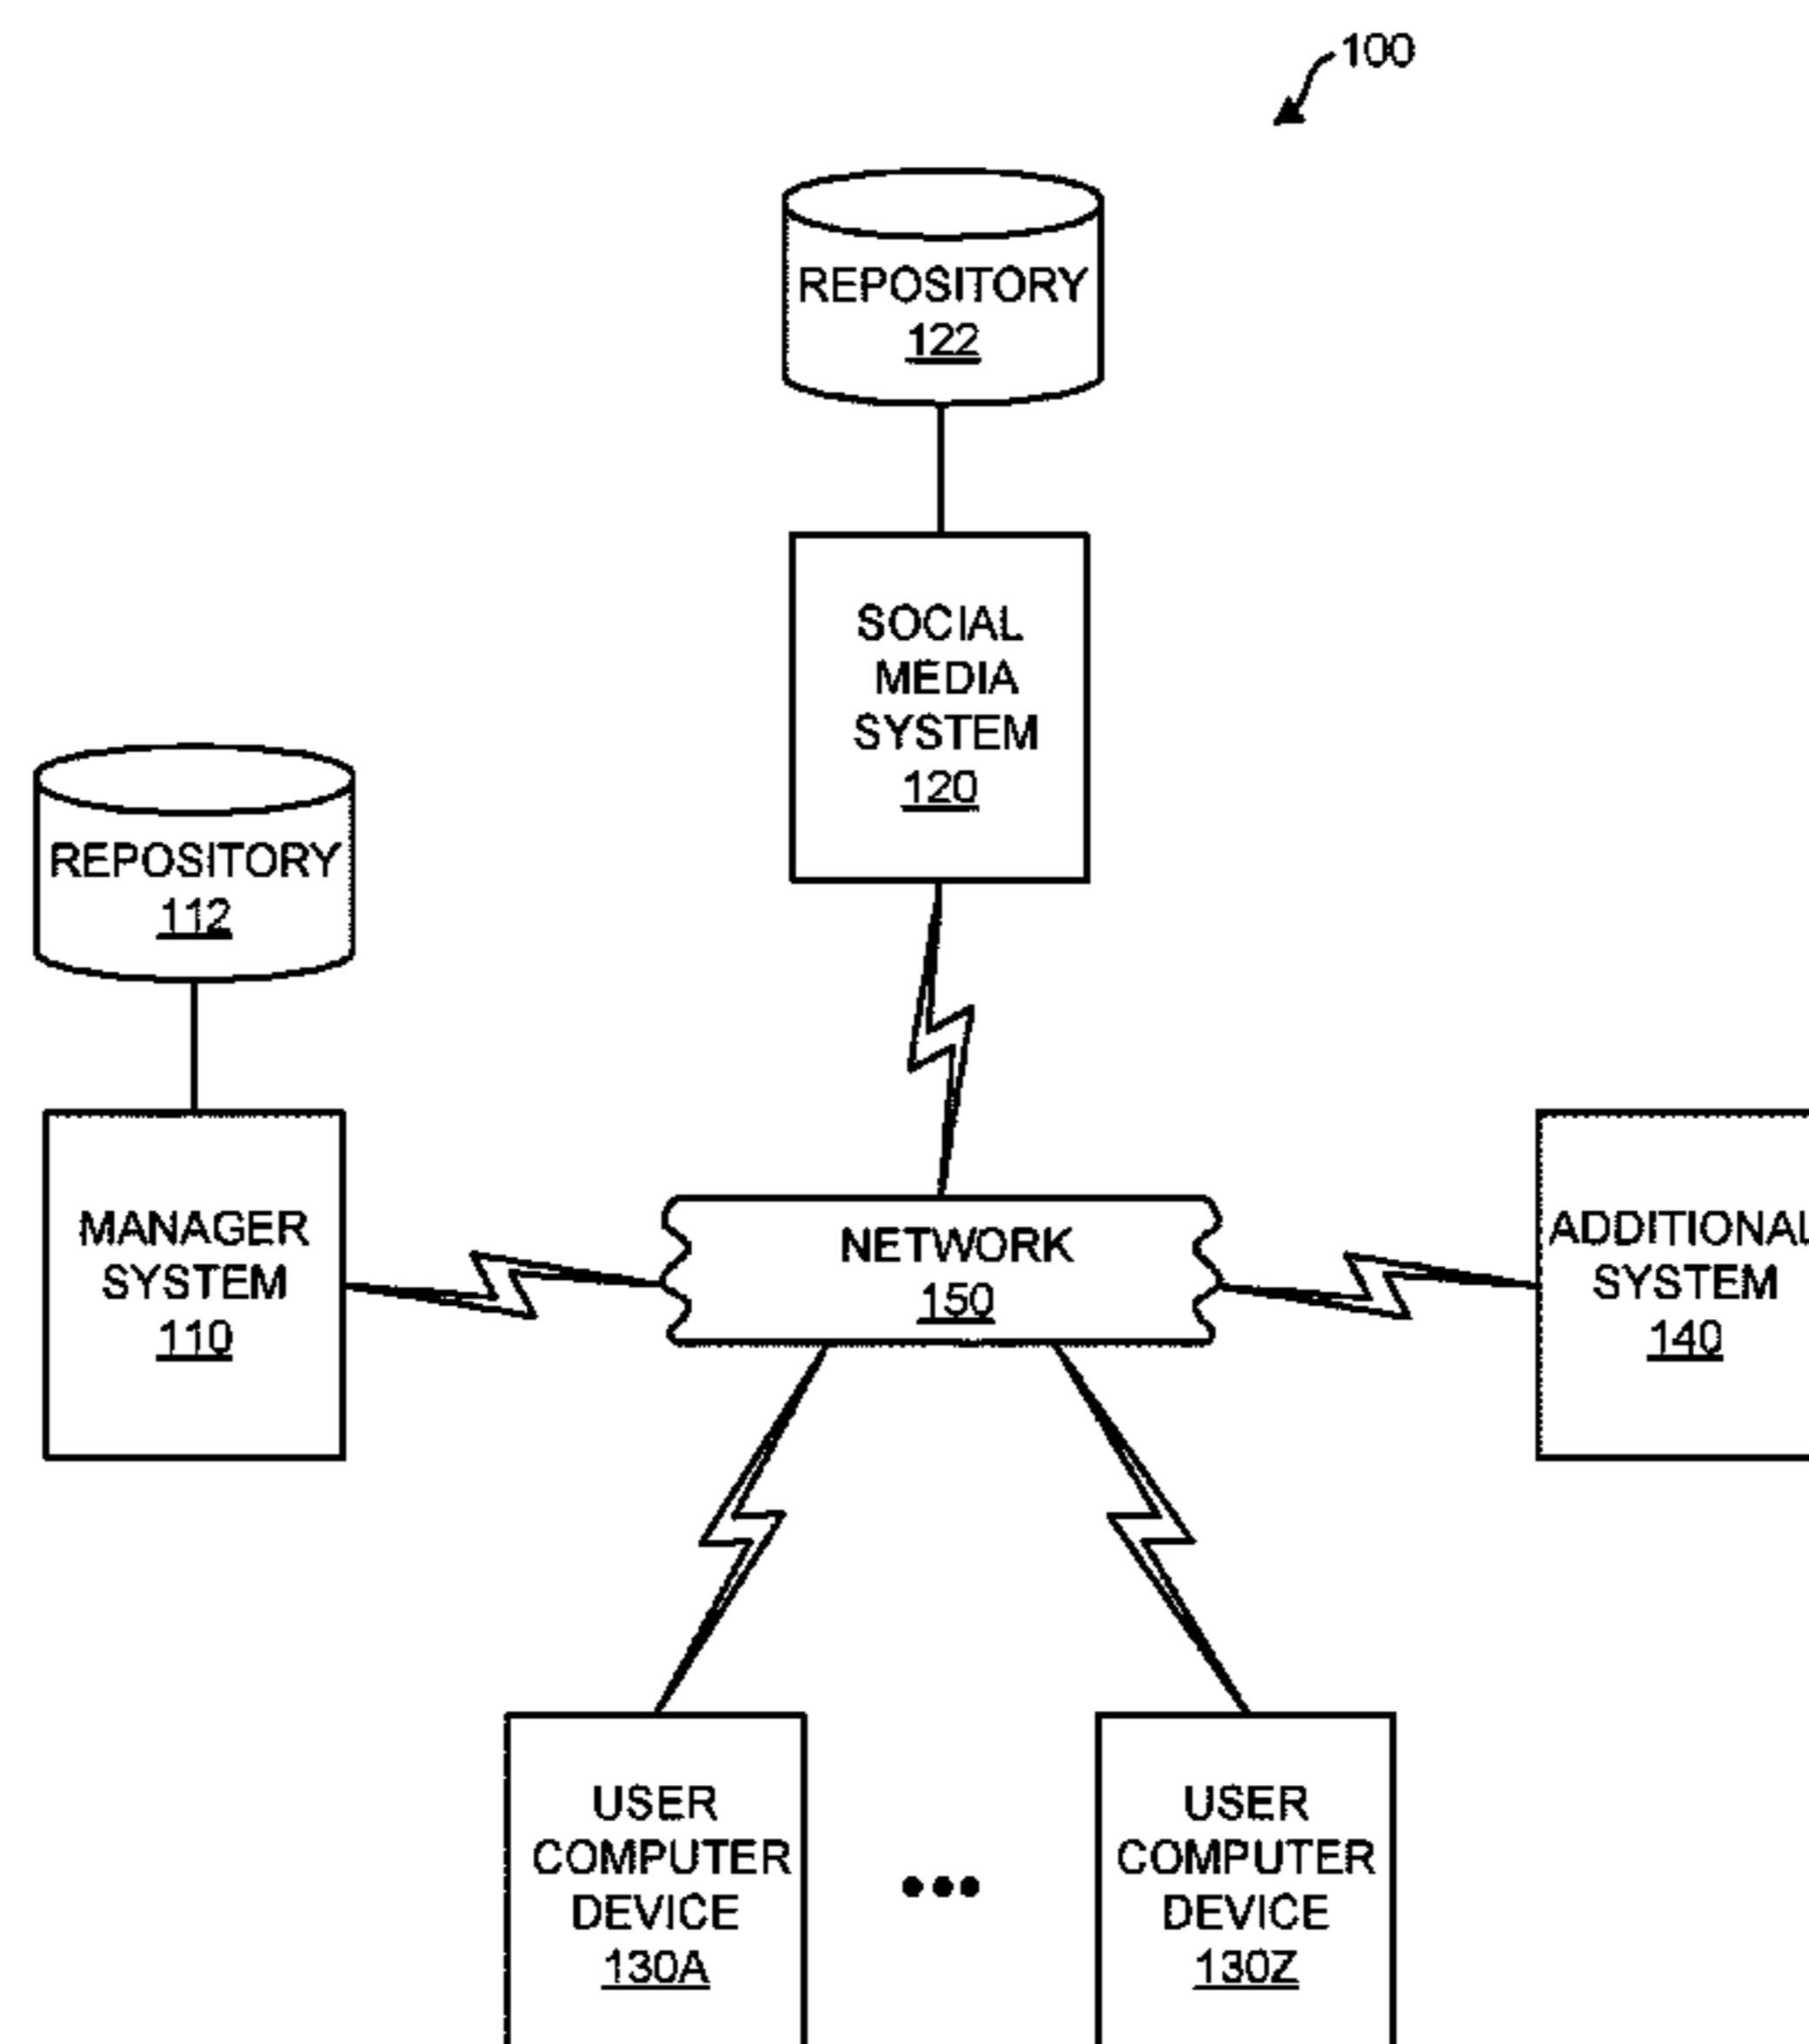 100
REPOSITORY
122
SOCIAL
MEDIA
SYSTEM
120
REPOSITORY
112
MANAGER
SYSTEM
110
NETWORK
150
ADDITIONAL
SYSTEM
140
USER
COMPUTER
DEVICE
130A
USER
COMPUTER
DEVICE
130Z